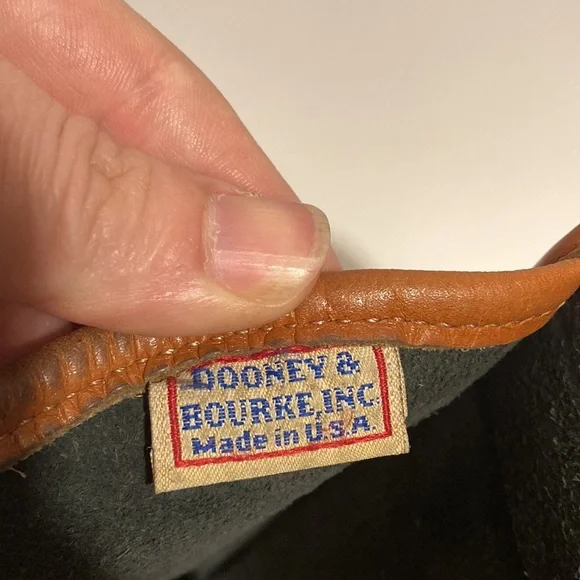 DOONEY &
BOURKE, INC.
Made in U.S.A.